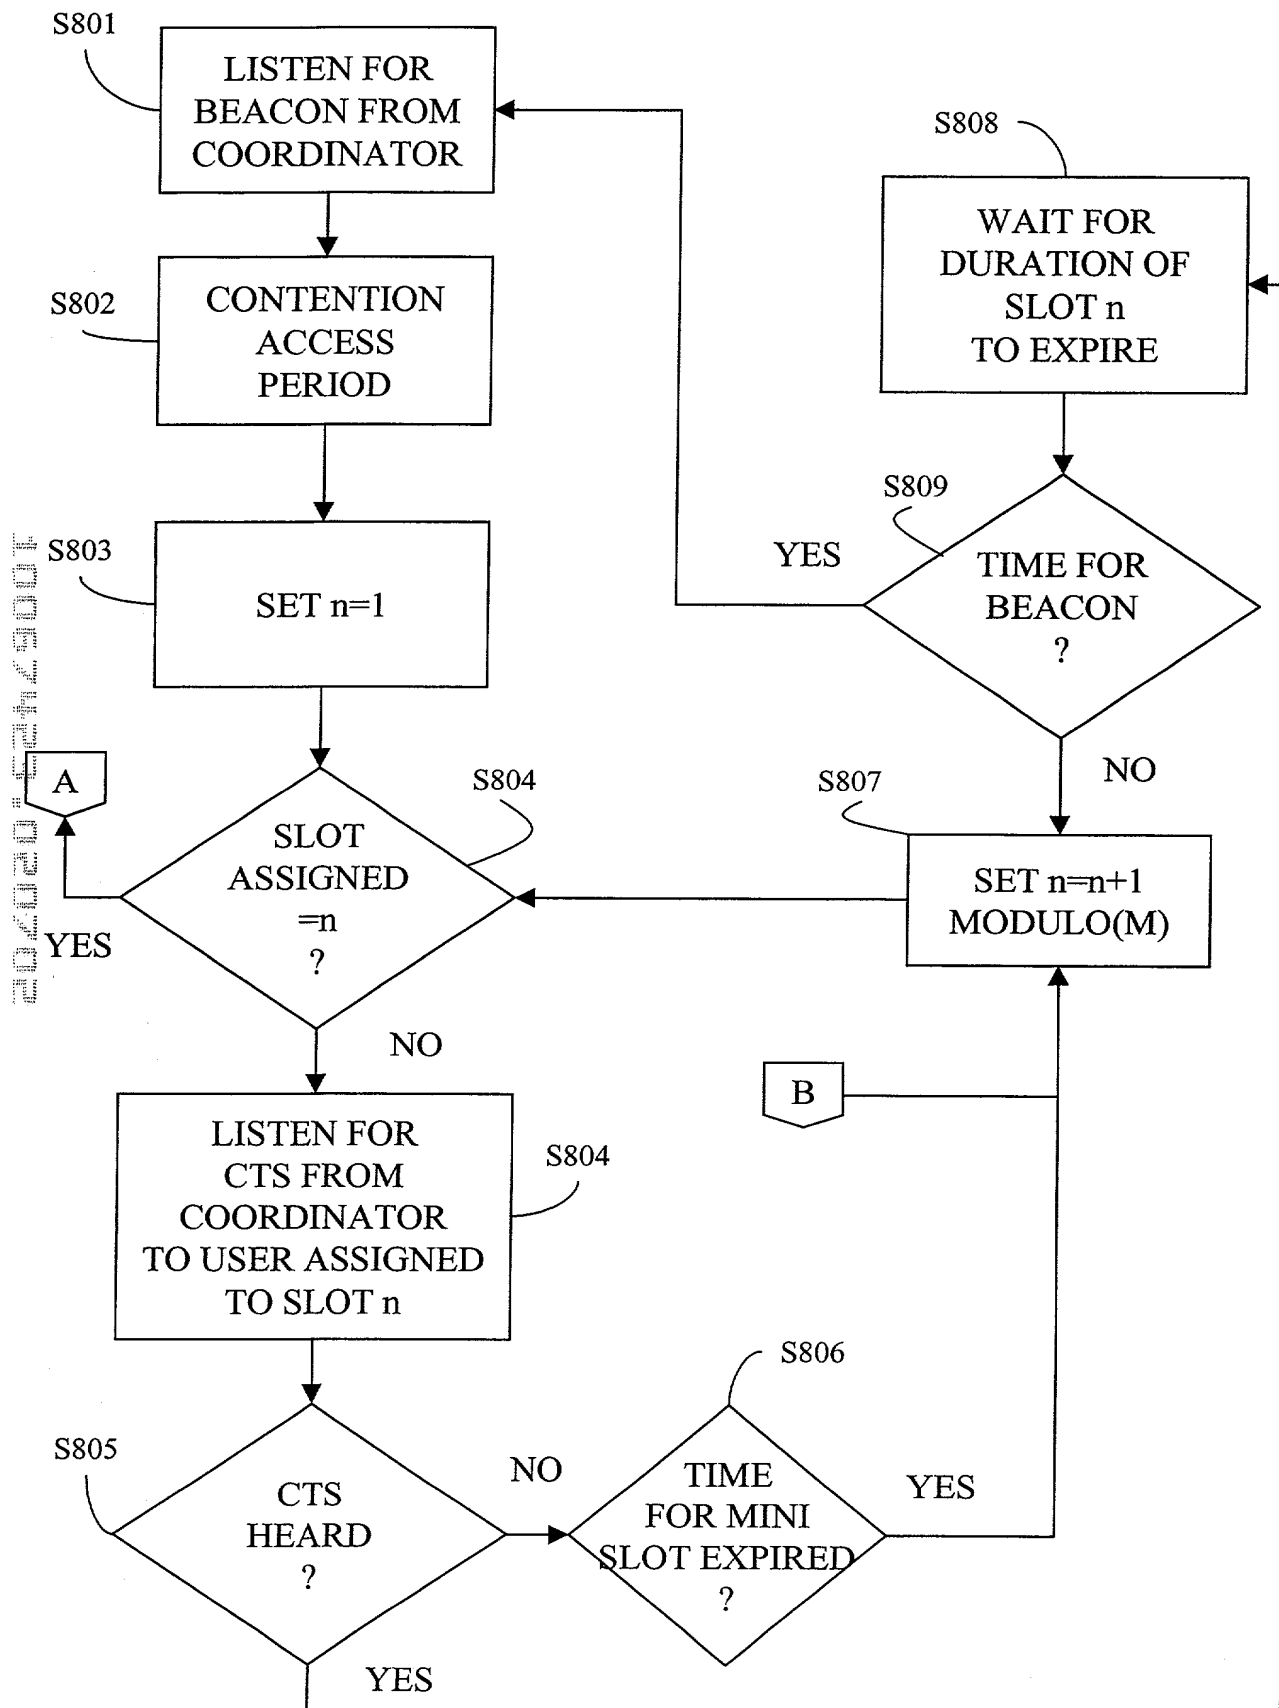 S801
LISTEN FOR
BEACON FROM
COORDINATOR
S802
CONTENTION
ACCESS
PERIOD
S803
SET n=1
A
YES
S804
SLOT
ASSIGNED
=n
?
NO
LISTEN FOR
CTS FROM
COORDINATOR
TO USER ASSIGNED
TO SLOT n
S804
S805
CTS
HEARD
?
NO
YES
S806
TIME
FOR MINI
SLOT EXPIRED
?
YES
B
S807
SET n=n+1
MODULO(M)
S808
WAIT FOR
DURATION OF
SLOT n
TO EXPIRE
S809
TIME FOR
BEACON
?
YES
NO